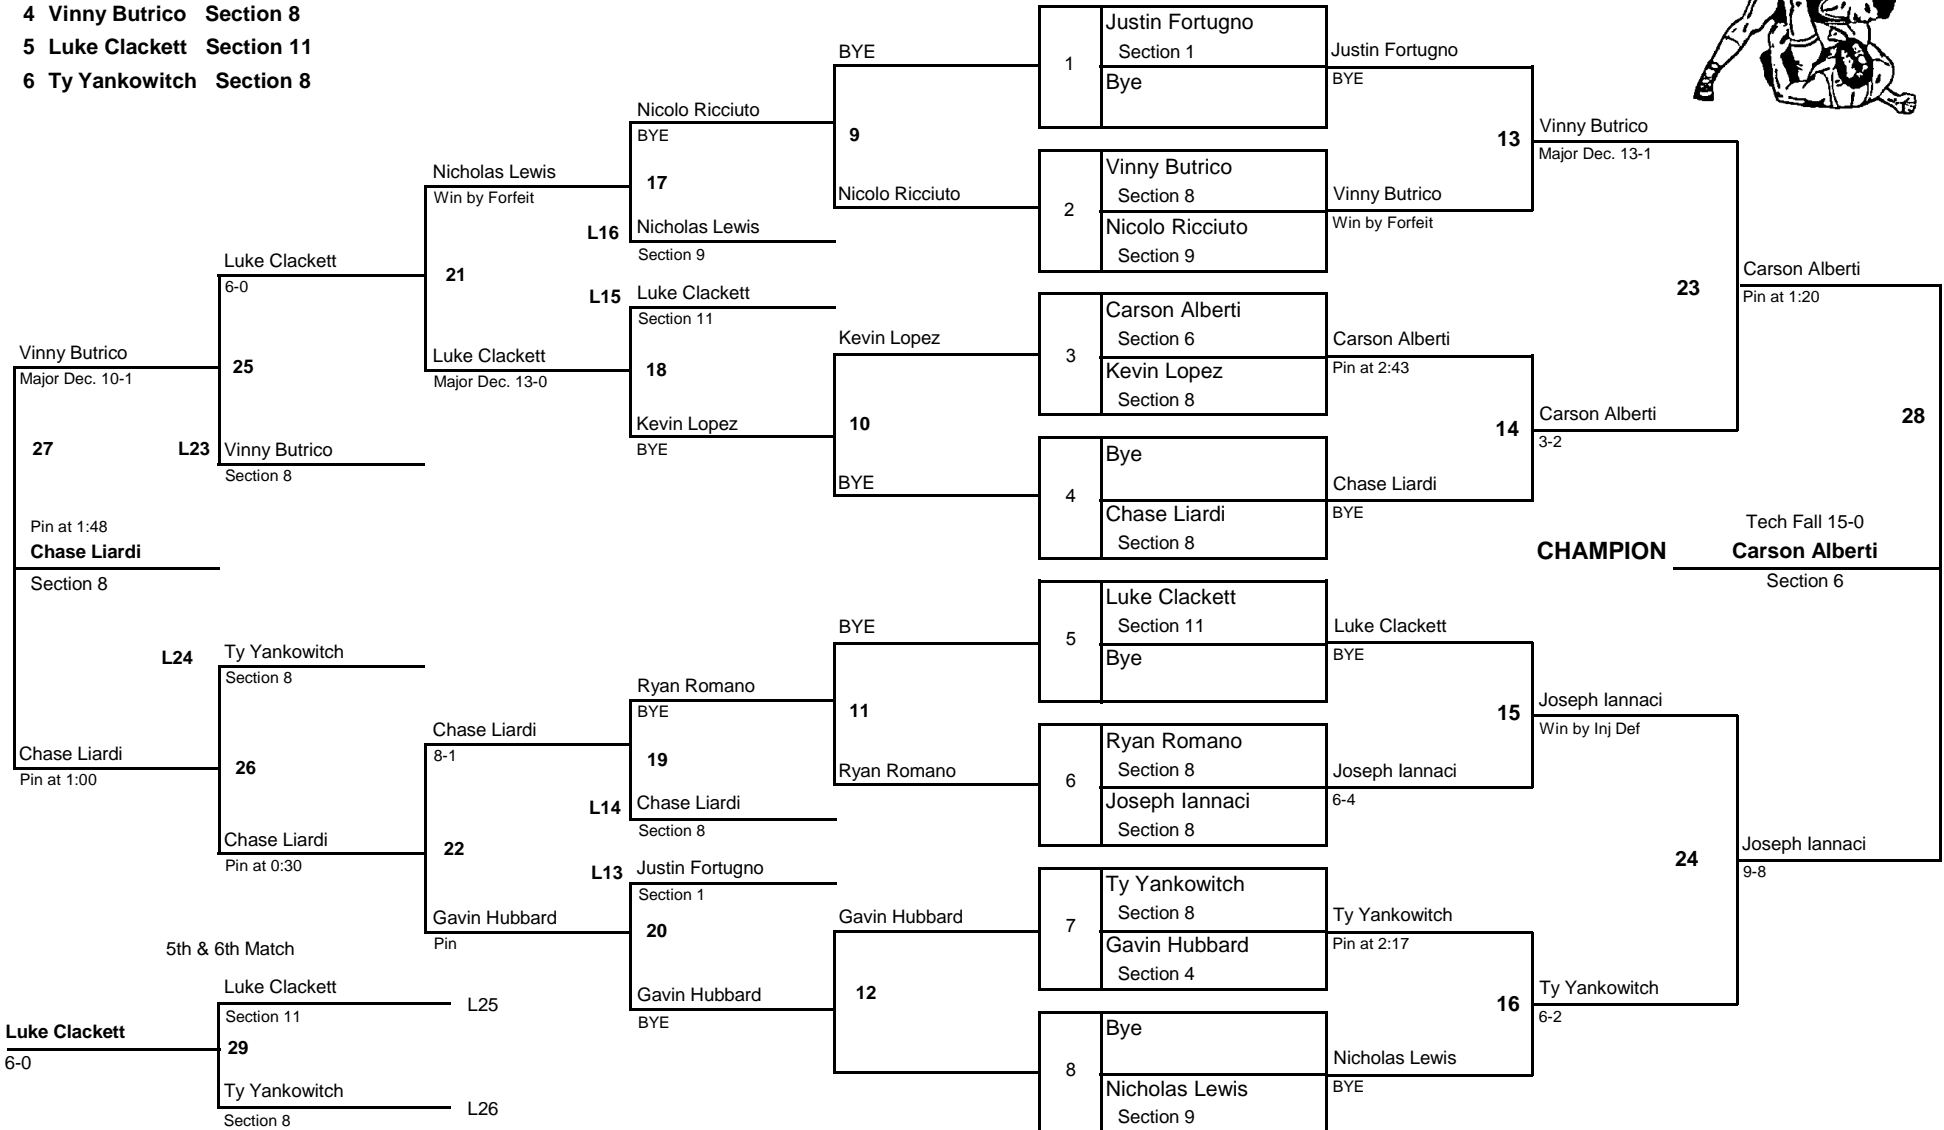 4 Vinny Butrico Section 8
5 Luke Clackett Section 11
6 Ty Yankowitch Section 8
Vinny Butrico
Major Dec. 10-1
27
Pin at 1:48
Chase Liardi
Section 8
Chase Liardi
Pin at 1:00
Luke Clackett
6-0
25
L23 Vinny Butrico
Section 8
L24 Ty Yankowitch
Section 8
26
Chase Liardi
Pin at 0:30
5th & 6th Match
Luke Clackett
Section 11
L25
Luke Clackett
6-0
29
Ty Yankowitch
Section 8
L26
Nicholas Lewis
Win by Forfeit
21
Luke Clackett
Major Dec. 13-0
Chase Liardi
8-1
22
Gavin Hubbard
Pin
Nicolo Ricciuto
BYE
17
L16 Nicholas Lewis
Section 9
L15 Luke Clackett
Section 11
18
Kevin Lopez
BYE
Ryan Romano
BYE
19
L14 Chase Liardi
Section 8
L13 Justin Fortugno
Section 1
20
Gavin Hubbard
BYE
BYE
9
Nicolo Ricciuto
Kevin Lopez
10
BYE
BYE
11
Ryan Romano
Gavin Hubbard
12
1
Justin Fortugno
Section 1
Bye
2
Vinny Butrico
Section 8
Nicolo Ricciuto
Section 9
3
Carson Alberti
Section 6
Kevin Lopez
Section 8
4
Bye
Chase Liardi
Section 8
5
Luke Clackett
Section 11
Bye
6
Ryan Romano
Section 8
Joseph Iannaci
Section 8
7
Ty Yankowitch
Section 8
Gavin Hubbard
Section 4
8
Bye
Nicholas Lewis
Section 9
Justin Fortugno
BYE
13
Vinny Butrico
Win by Forfeit
Carson Alberti
Pin at 2:43
14
Chase Liardi
BYE
Luke Clackett
BYE
15
Joseph Iannaci
6-4
Ty Yankowitch
Pin at 2:17
16
Nicholas Lewis
BYE
Vinny Butrico
Major Dec. 13-1
23
Carson Alberti
3-2
Joseph Iannaci
Win by Inj Def
24
Ty Yankowitch
6-2
Carson Alberti
Pin at 1:20
28
Tech Fall 15-0
CHAMPION Carson Alberti
Section 6
Joseph Iannaci
9-8